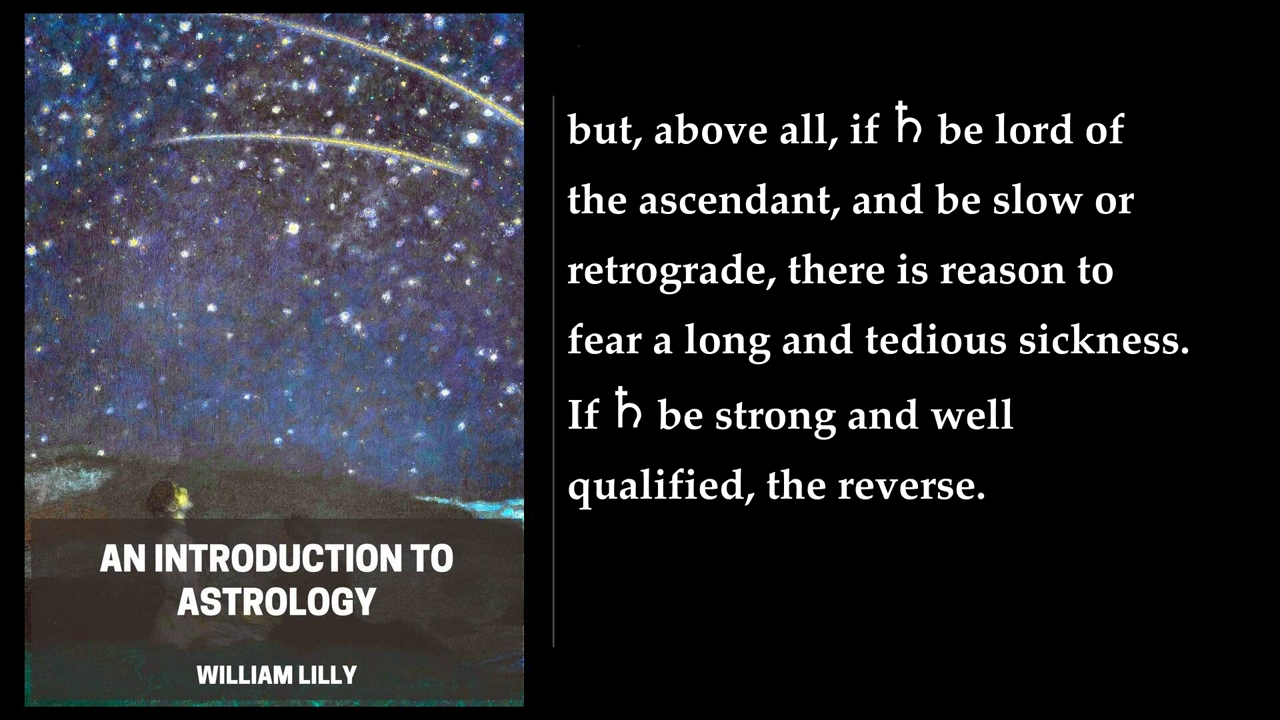 AN INTRODUCTION TO
ASTROLOGY
WILLIAM LILLY
but, above all, if ♄ be lord of
the ascendant, and be slow or
retrograde, there is reason to
fear a long and tedious sickness.
If ♄ be strong and well
qualified, the reverse.